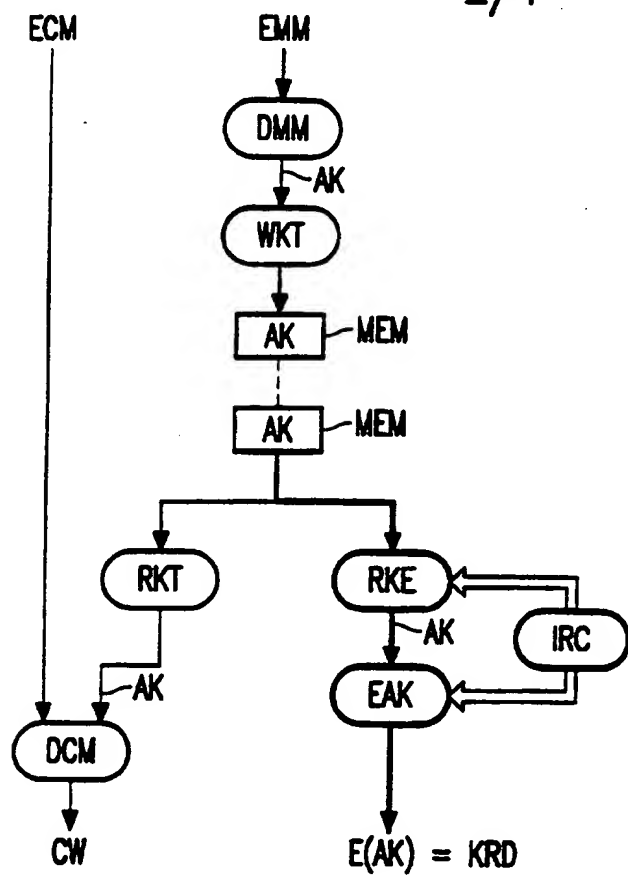 ECM EMM
DMM
AK
WKT
AK MEM
AK MEM
RKT RKE
AK IRC
AK EAK
DCM
CW E(AK) = KRD